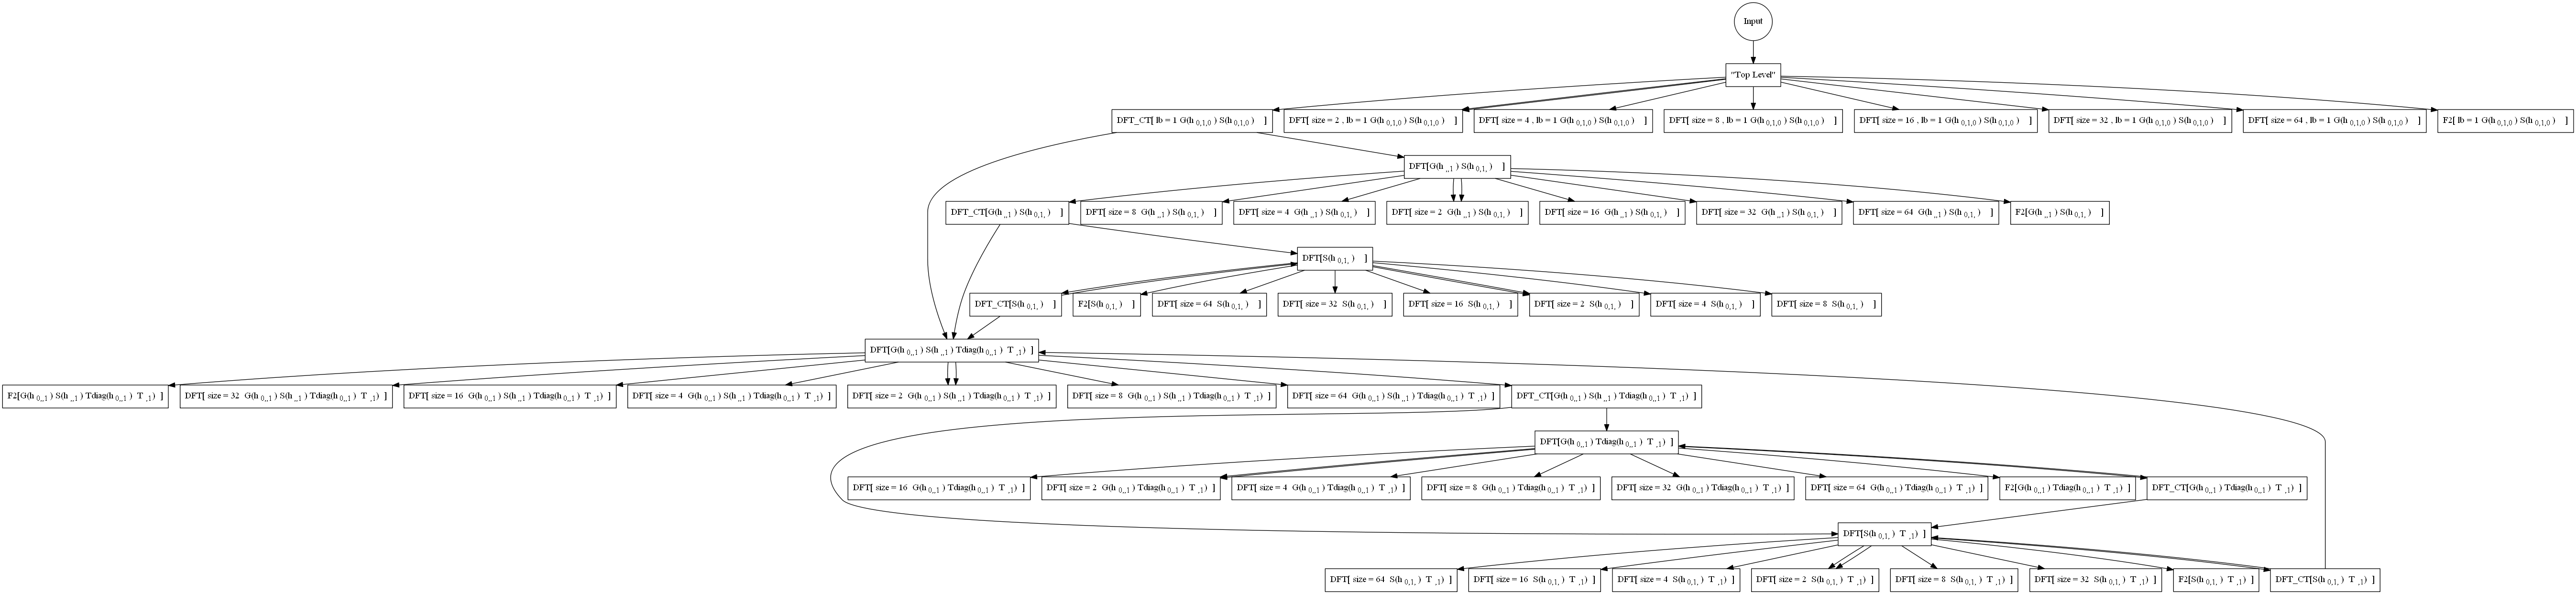 Input
"Top Level"
DFT_CT[ Ib = 1 G(h 0,1,0 ) S(h 0,1,0 ) ]
DFT[ size = 2 , Ib = 1 G(h 0,1,0 ) S(h 0,1,0 ) ]
DFT[ size = 4 , Ib = 1 G(h 0,1,0 ) S(h 0,1,0 ) ]
DFT[ size = 8 , Ib = 1 G(h 0,1,0 ) S(h 0,1,0 ) ]
DFT[ size = 16 , Ib = 1 G(h 0,1,0 ) S(h 0,1,0 ) ]
DFT[ size = 32 , Ib = 1 G(h 0,1,0 ) S(h 0,1,0 ) ]
DFT[ size = 64 , Ib = 1 G(h 0,1,0 ) S(h 0,1,0 ) ]
F2[ Ib = 1 G(h 0,1,0 ) S(h 0,1,0 ) ]
DFT[G(h ,,1 ) S(h 0,1, ) ]
DFT_CT[G(h ,,1 ) S(h 0,1, ) ]
DFT[ size = 8 G(h ,,1 ) S(h 0,1, ) ]
DFT[ size = 4 G(h ,,1 ) S(h 0,1, ) ]
DFT[ size = 2 G(h ,,1 ) S(h 0,1, ) ]
DFT[ size = 16 G(h ,,1 ) S(h 0,1, ) ]
DFT[ size = 32 G(h ,,1 ) S(h 0,1, ) ]
DFT[ size = 64 G(h ,,1 ) S(h 0,1, ) ]
F2[G(h ,,1 ) S(h 0,1, ) ]
DFT[S(h 0,1, ) ]
DFT_CT[S(h 0,1, ) ]
F2[S(h 0,1, ) ]
DFT[ size = 64 S(h 0,1, ) ]
DFT[ size = 32 S(h 0,1, ) ]
DFT[ size = 16 S(h 0,1, ) ]
DFT[ size = 2 S(h 0,1, ) ]
DFT[ size = 4 S(h 0,1, ) ]
DFT[ size = 8 S(h 0,1, ) ]
DFT[G(h 0,,1 ) S(h ,,1 ) Tdiag(h 0,,1 ) T ,1) ]
F2[G(h 0,,1 ) S(h ,,1 ) Tdiag(h 0,,1 ) T ,1) ]
DFT[ size = 32 G(h 0,,1 ) S(h ,,1 ) Tdiag(h 0,,1 ) T ,1) ]
DFT[ size = 16 G(h 0,,1 ) S(h ,,1 ) Tdiag(h 0,,1 ) T ,1) ]
DFT[ size = 4 G(h 0,,1 ) S(h ,,1 ) Tdiag(h 0,,1 ) T ,1) ]
DFT[ size = 2 G(h 0,,1 ) S(h ,,1 ) Tdiag(h 0,,1 ) T ,1) ]
DFT[ size = 8 G(h 0,,1 ) S(h ,,1 ) Tdiag(h 0,,1 ) T ,1) ]
DFT[ size = 64 G(h 0,,1 ) S(h ,,1 ) Tdiag(h 0,,1 ) T ,1) ]
DFT_CT[G(h 0,,1 ) S(h ,,1 ) Tdiag(h 0,,1 ) T ,1) ]
DFT[G(h 0,,1 ) Tdiag(h 0,,1 ) T ,1) ]
DFT[ size = 16 G(h 0,,1 ) Tdiag(h 0,,1 ) T ,1) ]
DFT[ size = 2 G(h 0,,1 ) Tdiag(h 0,,1 ) T ,1) ]
DFT[ size = 4 G(h 0,,1 ) Tdiag(h 0,,1 ) T ,1) ]
DFT[ size = 8 G(h 0,,1 ) Tdiag(h 0,,1 ) T ,1) ]
DFT[ size = 32 G(h 0,,1 ) Tdiag(h 0,,1 ) T ,1) ]
DFT[ size = 64 G(h 0,,1 ) Tdiag(h 0,,1 ) T ,1) ]
F2[G(h 0,,1 ) Tdiag(h 0,,1 ) T ,1) ]
DFT_CT[G(h 0,,1 ) Tdiag(h 0,,1 ) T ,1) ]
DFT[S(h 0,1, ) T ,1) ]
DFT[ size = 64 S(h 0,1, ) T ,1) ]
DFT[ size = 16 S(h 0,1, ) T ,1) ]
DFT[ size = 4 S(h 0,1, ) T ,1) ]
DFT[ size = 2 S(h 0,1, ) T ,1) ]
DFT[ size = 8 S(h 0,1, ) T ,1) ]
DFT[ size = 32 S(h 0,1, ) T ,1) ]
F2[S(h 0,1, ) T ,1) ]
DFT_CT[S(h 0,1, ) T ,1) ]